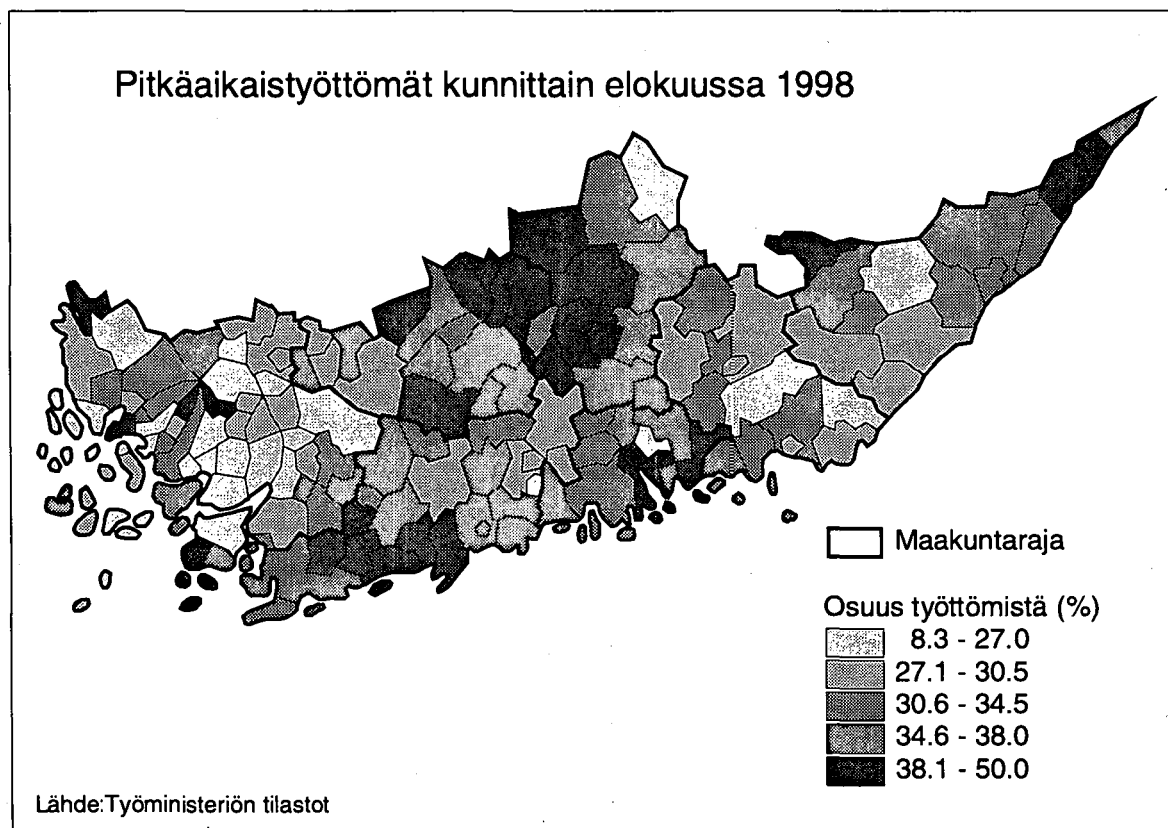 Pitkäaikaistyöttömät kunnittain elokuussa 1998
Maakuntaraja
Osuus työttömistä (%)
8.3 - 27.0
27.1 - 30.5
30.6 - 34.5
34.6 - 38.0
38.1 - 50.0
Lähde:Työministeriön tilastot